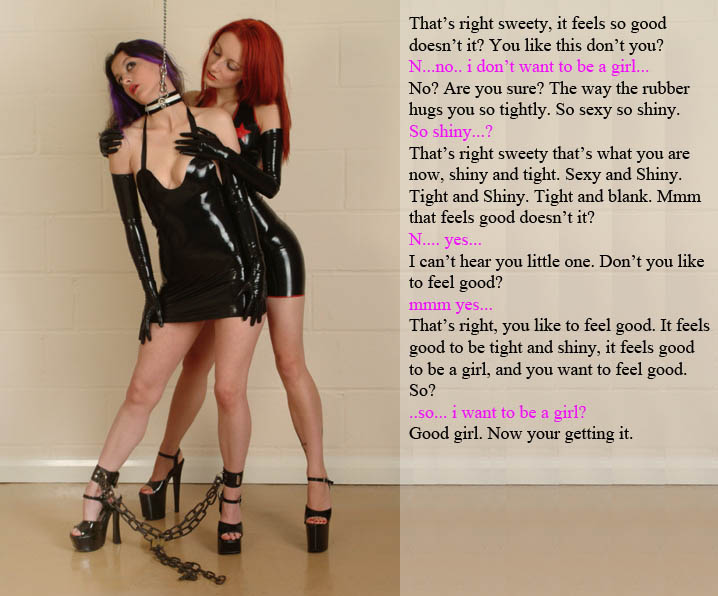 That's right sweety, it feels so good
doesn't it? You like this don't you?
N...no.. i don't want to be a girl...
No? Are you sure? The way the rubber
hugs you so tightly. So sexy so shiny.
So shiny...?
That's right sweety that's what you are
now, shiny and tight. Sexy and Shiny.
Tight and Shiny. Tight and blank. Mmm
that feels good doesn't it?
N.... yes...
I can't hear you little one. Don't you like
to feel good?
mmm yes...
That's right, you like to feel good. It feels
good to be tight and shiny, it feels good
to be a girl, and you want to feel good.
So?
..so... i want to be a girl?
Good girl. Now your getting it.